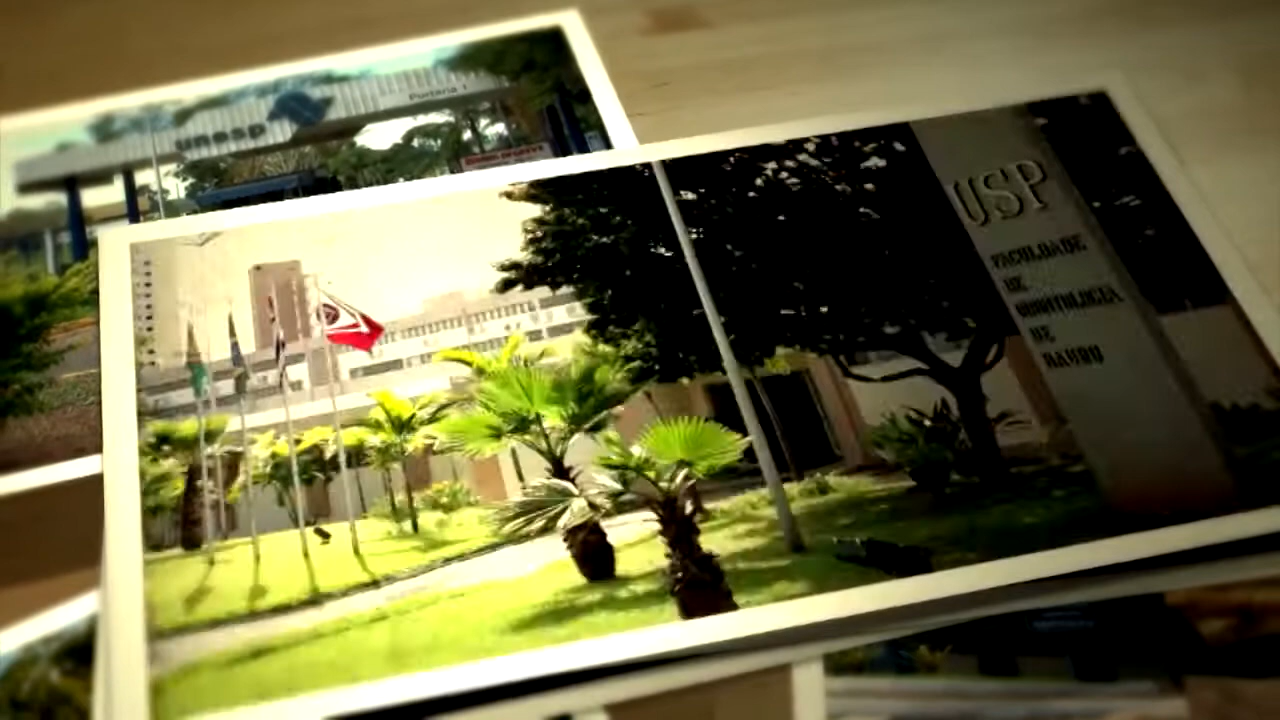 unesp
Portaria 1
USP
FACULDADE
DE
ODONTOLOGIA
DE
BAURU